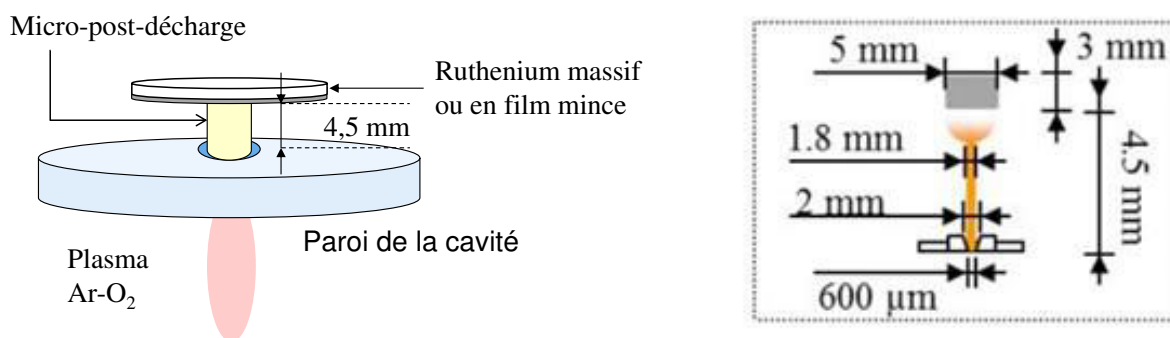 Micro-post-décharge
Ruthenium massif
ou en film mince
4,5 mm
Paroi de la cavité
Plasma
Ar-O₂
5 mm
3 mm
1.8 mm
4.5 mm
2 mm
600 µm